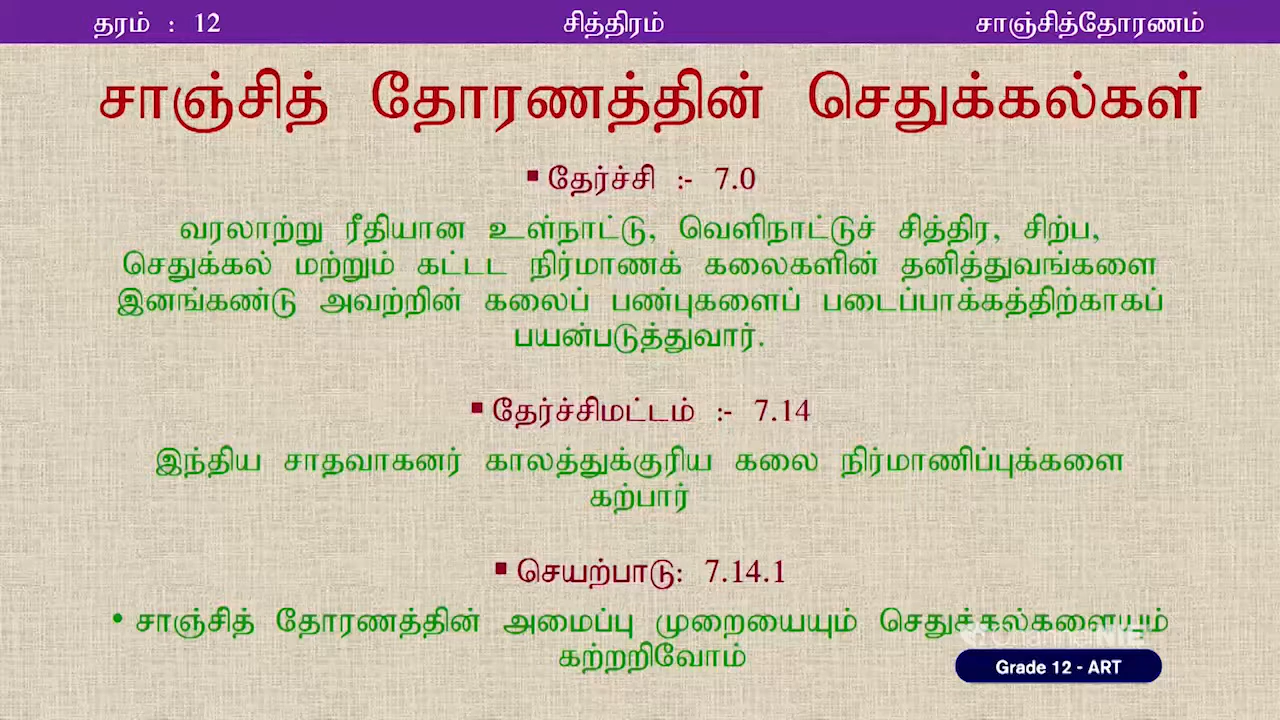 தரம் : 12 சித்திரம் சாஞ்சித்தோரணம்
சாஞ்சித் தோரணத்தின் செதுக்கல்கள்
▪ தேர்ச்சி :- 7.0
வரலாற்று ரீதியான உள்நாட்டு, வெளிநாட்டுச் சித்திர, சிற்ப,
செதுக்கல் மற்றும் கட்டட நிர்மாணக் கலைகளின் தனித்துவங்களை
இனங்கண்டு அவற்றின் கலைப் பண்புகளைப் படைப்பாக்கத்திற்காகப்
பயன்படுத்துவார்.
▪ தேர்ச்சிமட்டம் :- 7.14
இந்திய சாதவாகனர் காலத்துக்குரிய கலை நிர்மாணிப்புக்களை
கற்பார்
▪ செயற்பாடு: 7.14.1
• சாஞ்சித் தோரணத்தின் அமைப்பு முறையையும் செதுக்கல்களையும்
கற்றறிவோம்
Channel NIE
Grade 12 - ART